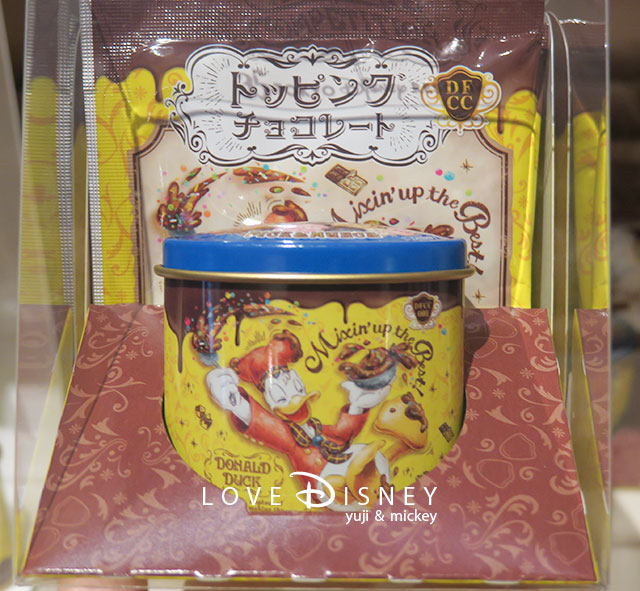 トッピング
チョコレート
DF
CC
Mixin' up the Best!
DFCC
Mixin' up the Best!
DONALD
DUCK
LOVE DISNEY
yuji & mickey